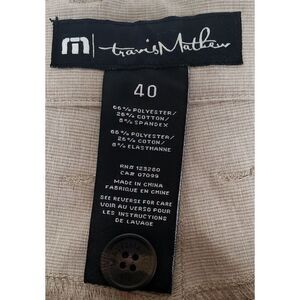 m travisMathew
40
66% POLYESTER/
26% COTTON/
8% SPANDEX
66% POLYESTER/
26% COTON/
8% ELASTHANNE
RN# 123260
CA# 07099
MADE IN CHINA
FABRIQUE EN CHINE
SEE REVERSE FOR CARE
VOIR AU VERSO POUR
LES INSTRUCTIONS
DE LAVAGE